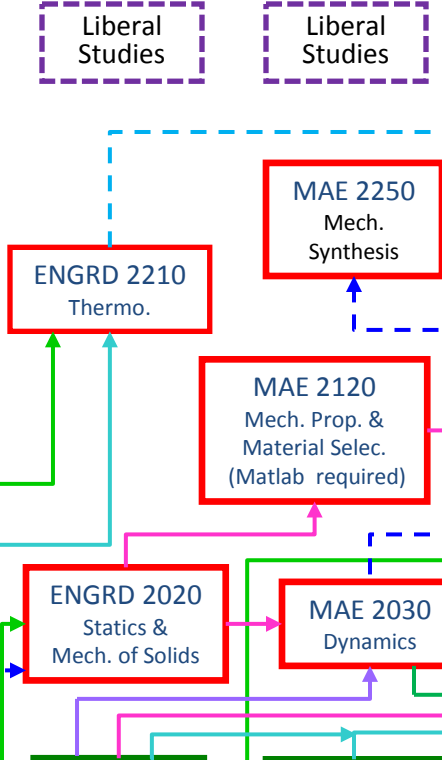 Liberal
Studies
Liberal
Studies
MAE 2250
Mech.
Synthesis
ENGRD 2210
Thermo.
MAE 2120
Mech. Prop. &
Material Selec.
(Matlab required)
ENGRD 2020
Statics &
Mech. of Solids
MAE 2030
Dynamics